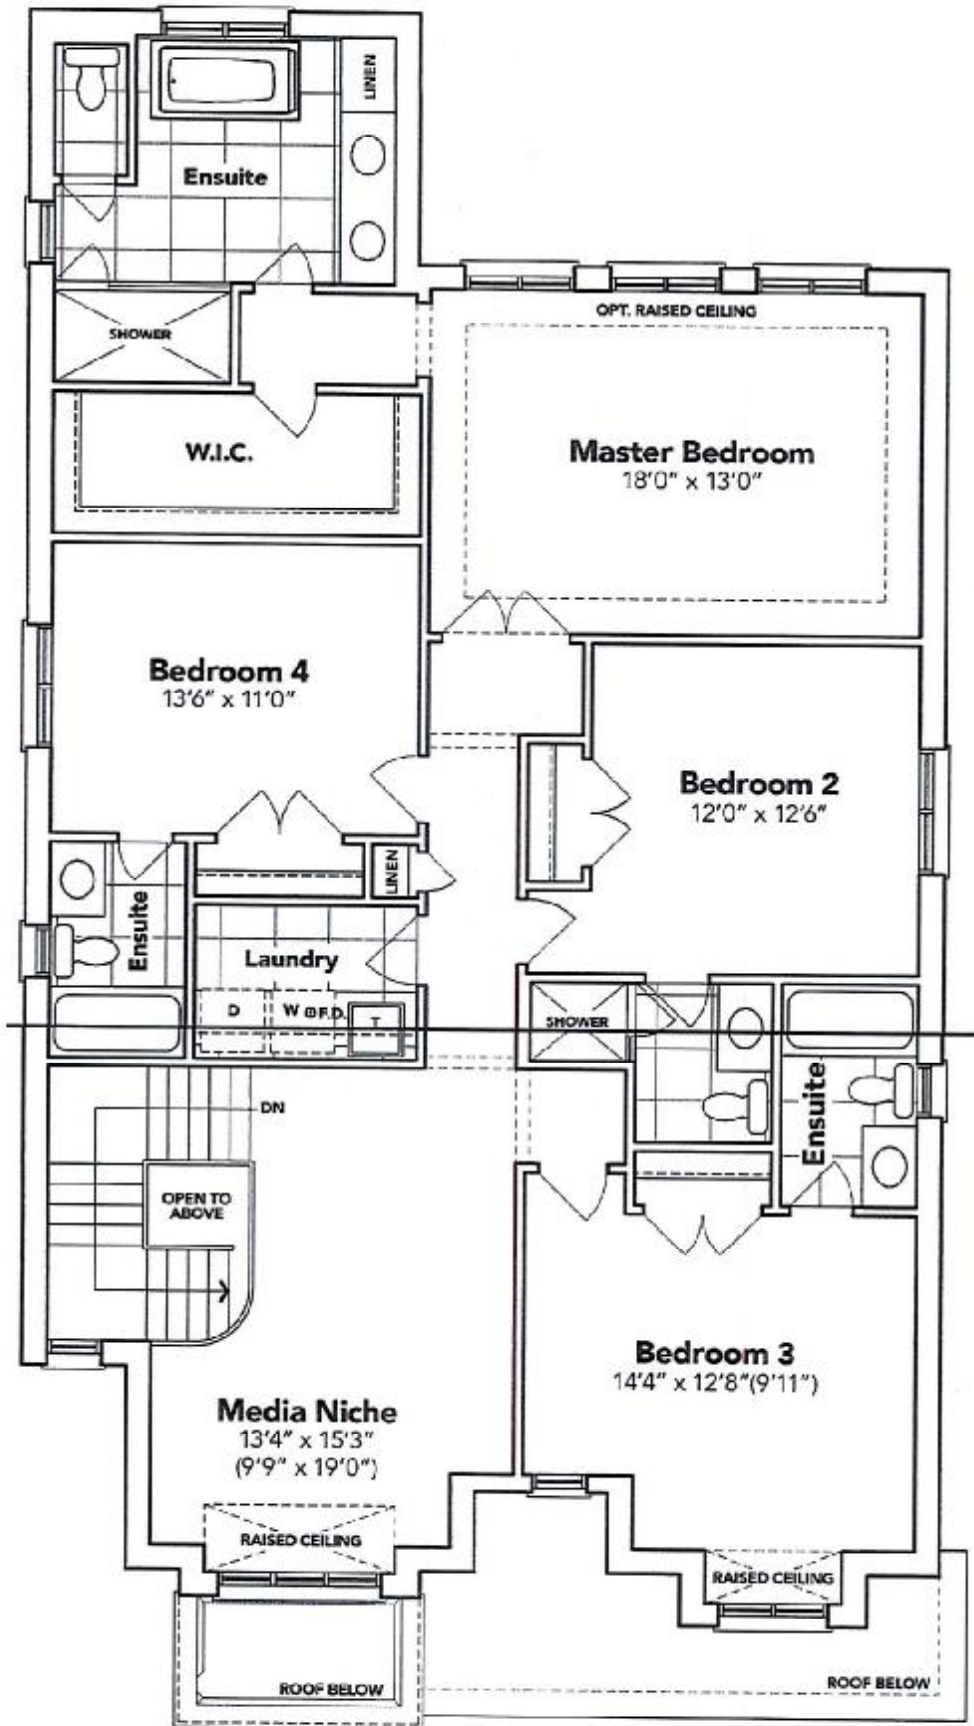 LINEN
Ensuite
SHOWER
OPT. RAISED CEILING
W.I.C.
Master Bedroom
18'0" x 13'0"
Bedroom 4
13'6" x 11'0"
Bedroom 2
12'0" x 12'6"
LINEN
Ensuite
Laundry
D
W
F.D.
T
SHOWER
Ensuite
DN
OPEN TO
ABOVE
Bedroom 3
14'4" x 12'8"(9'11")
Media Niche
13'4" x 15'3"
(9'9" x 19'0")
RAISED CEILING
RAISED CEILING
ROOF BELOW
ROOF BELOW